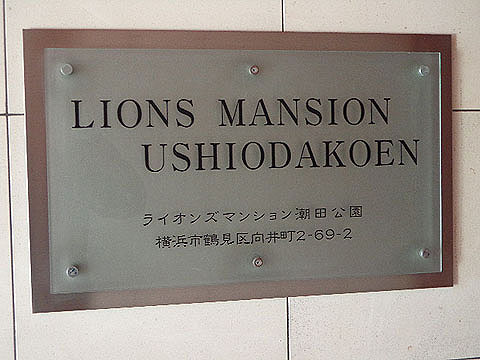 LIONS MANSION
USHIODAKOEN
ライオンズマンション潮田公園
横浜市鶴見区向井町2-69-2